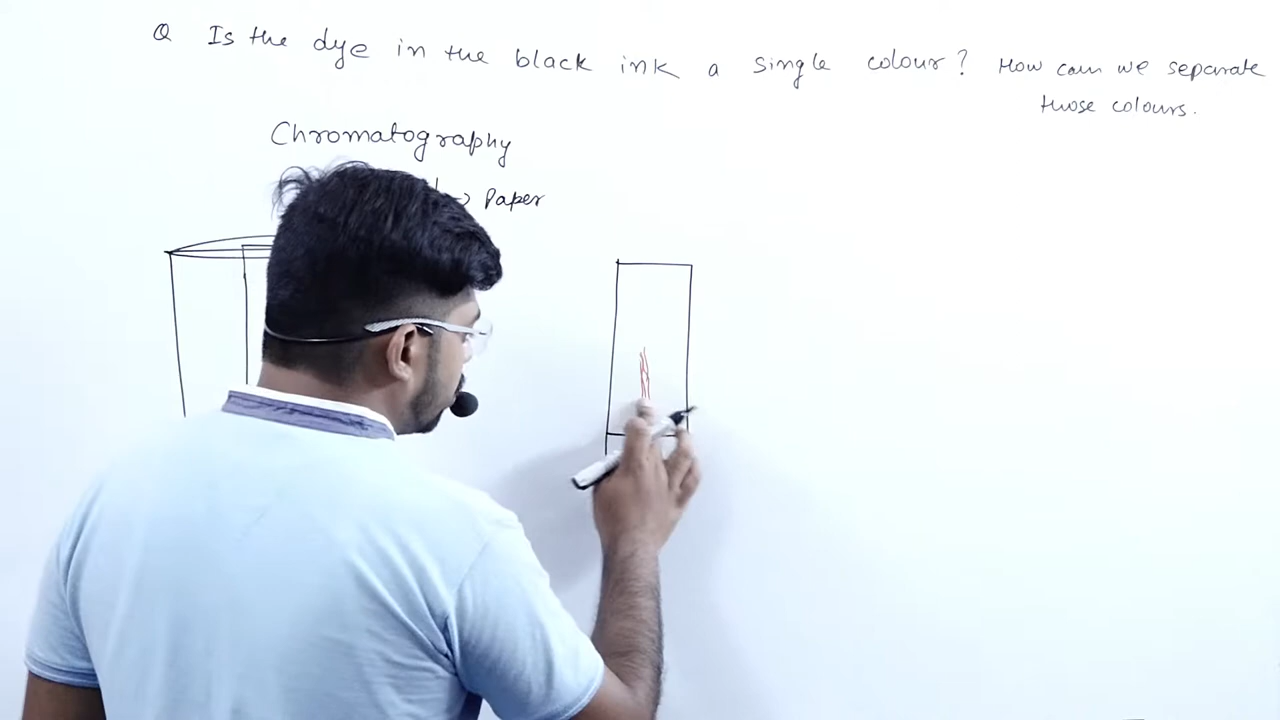 Q Is the dye in the black ink a single colour? How can we separate
those colours.
Chromatography
→ Paper